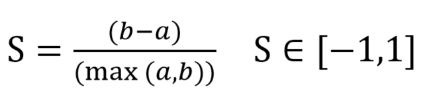 S = (b−a) / (max (a,b)) S ∈ [−1,1]